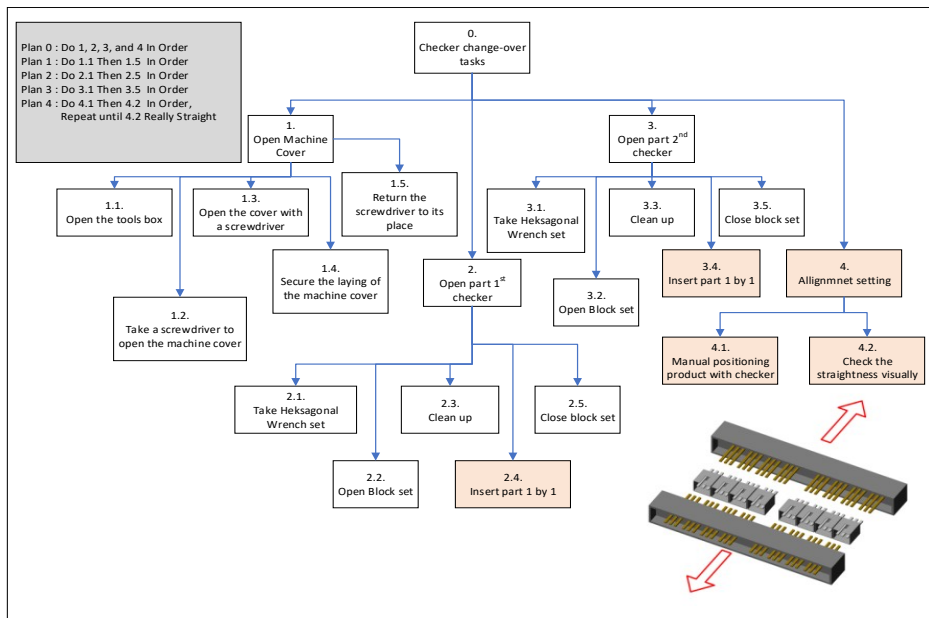 Plan 0 : Do 1, 2, 3, and 4 In Order
Plan 1 : Do 1.1 Then 1.5 In Order
Plan 2 : Do 2.1 Then 2.5 In Order
Plan 3 : Do 3.1 Then 3.5 In Order
Plan 4 : Do 4.1 Then 4.2 In Order,
Repeat until 4.2 Really Straight
0.
Checker change-over
tasks
1.
Open Machine
Cover
3.
Open part 2nd
checker
1.1.
Open the tools box
1.3.
Open the cover with
a screwdriver
1.5.
Return the
screwdriver to its
place
3.1.
Take Heksagonal
Wrench set
3.3.
Clean up
3.5.
Close block set
1.4.
Secure the laying of
the machine cover
2.
Open part 1st
checker
3.2.
Open Block set
3.4.
Insert part 1 by 1
4.
Allignmnet setting
1.2.
Take a screwdriver to
open the machine cover
4.1.
Manual positioning
product with checker
4.2.
Check the
straightness visually
2.1.
Take Heksagonal
Wrench set
2.3.
Clean up
2.5.
Close block set
2.2.
Open Block set
2.4.
Insert part 1 by 1